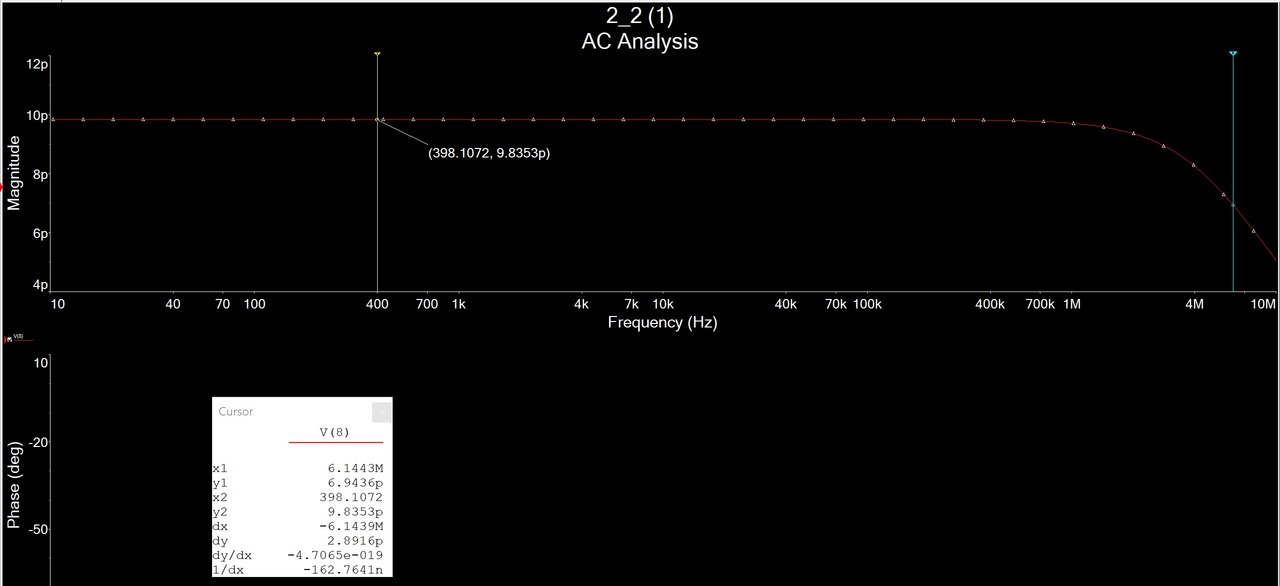 2_2 (1)
AC Analysis
12p
10p
8p
6p
4p
Magnitude
(398.1072, 9.8353p)
10 40 70 100 400 700 1k 4k 7k 10k 40k 70k 100k 400k 700k 1M 4M 10M
Frequency (Hz)
V(8)
10
-20
-50
Phase (deg)
Cursor
V(8)
x1 6.1443M
y1 6.9436p
x2 398.1072
y2 9.8353p
dx -6.1439M
dy 2.8916p
dy/dx -4.7065e-019
1/dx -162.7641n